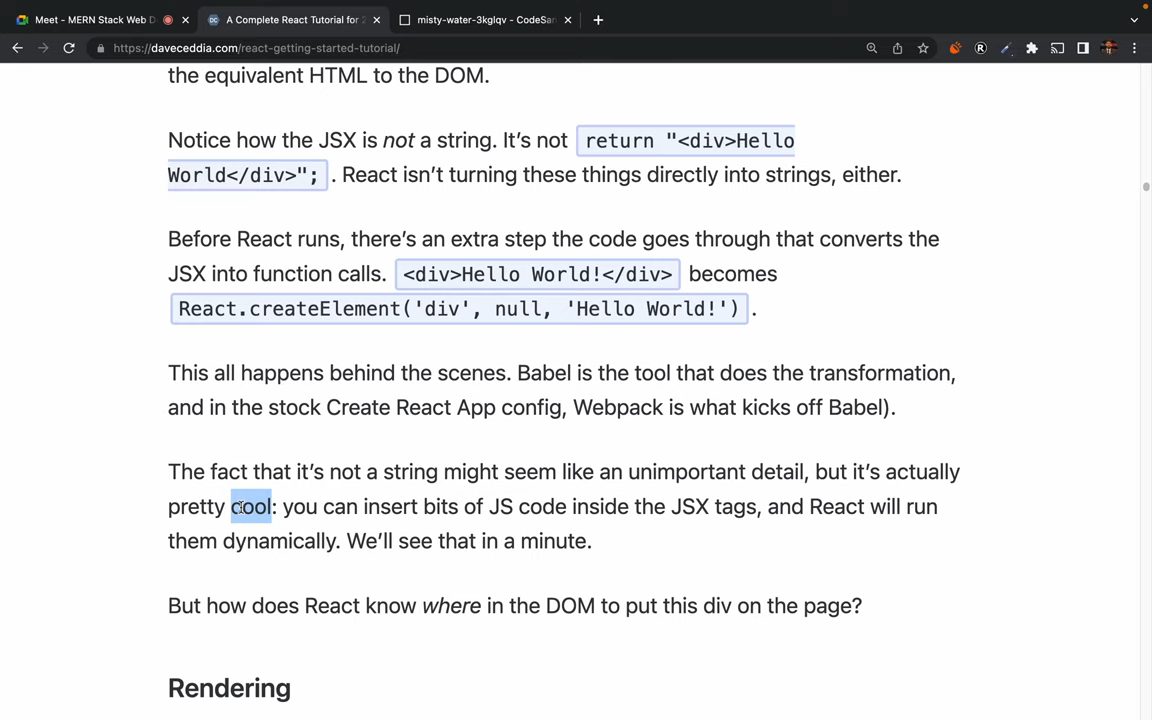 Meet - MERN Stack Web D
A Complete React Tutorial for 2
misty-water-3kglqv - CodeSan
https://daveceddia.com/react-getting-started-tutorial/
the equivalent HTML to the DOM.
Notice how the JSX is not a string. It’s not return "<div>Hello
World</div>"; . React isn’t turning these things directly into strings, either.
Before React runs, there’s an extra step the code goes through that converts the
JSX into function calls. <div>Hello World!</div> becomes
React.createElement('div', null, 'Hello World!') .
This all happens behind the scenes. Babel is the tool that does the transformation,
and in the stock Create React App config, Webpack is what kicks off Babel).
The fact that it’s not a string might seem like an unimportant detail, but it’s actually
pretty cool: you can insert bits of JS code inside the JSX tags, and React will run
them dynamically. We’ll see that in a minute.
But how does React know where in the DOM to put this div on the page?
Rendering